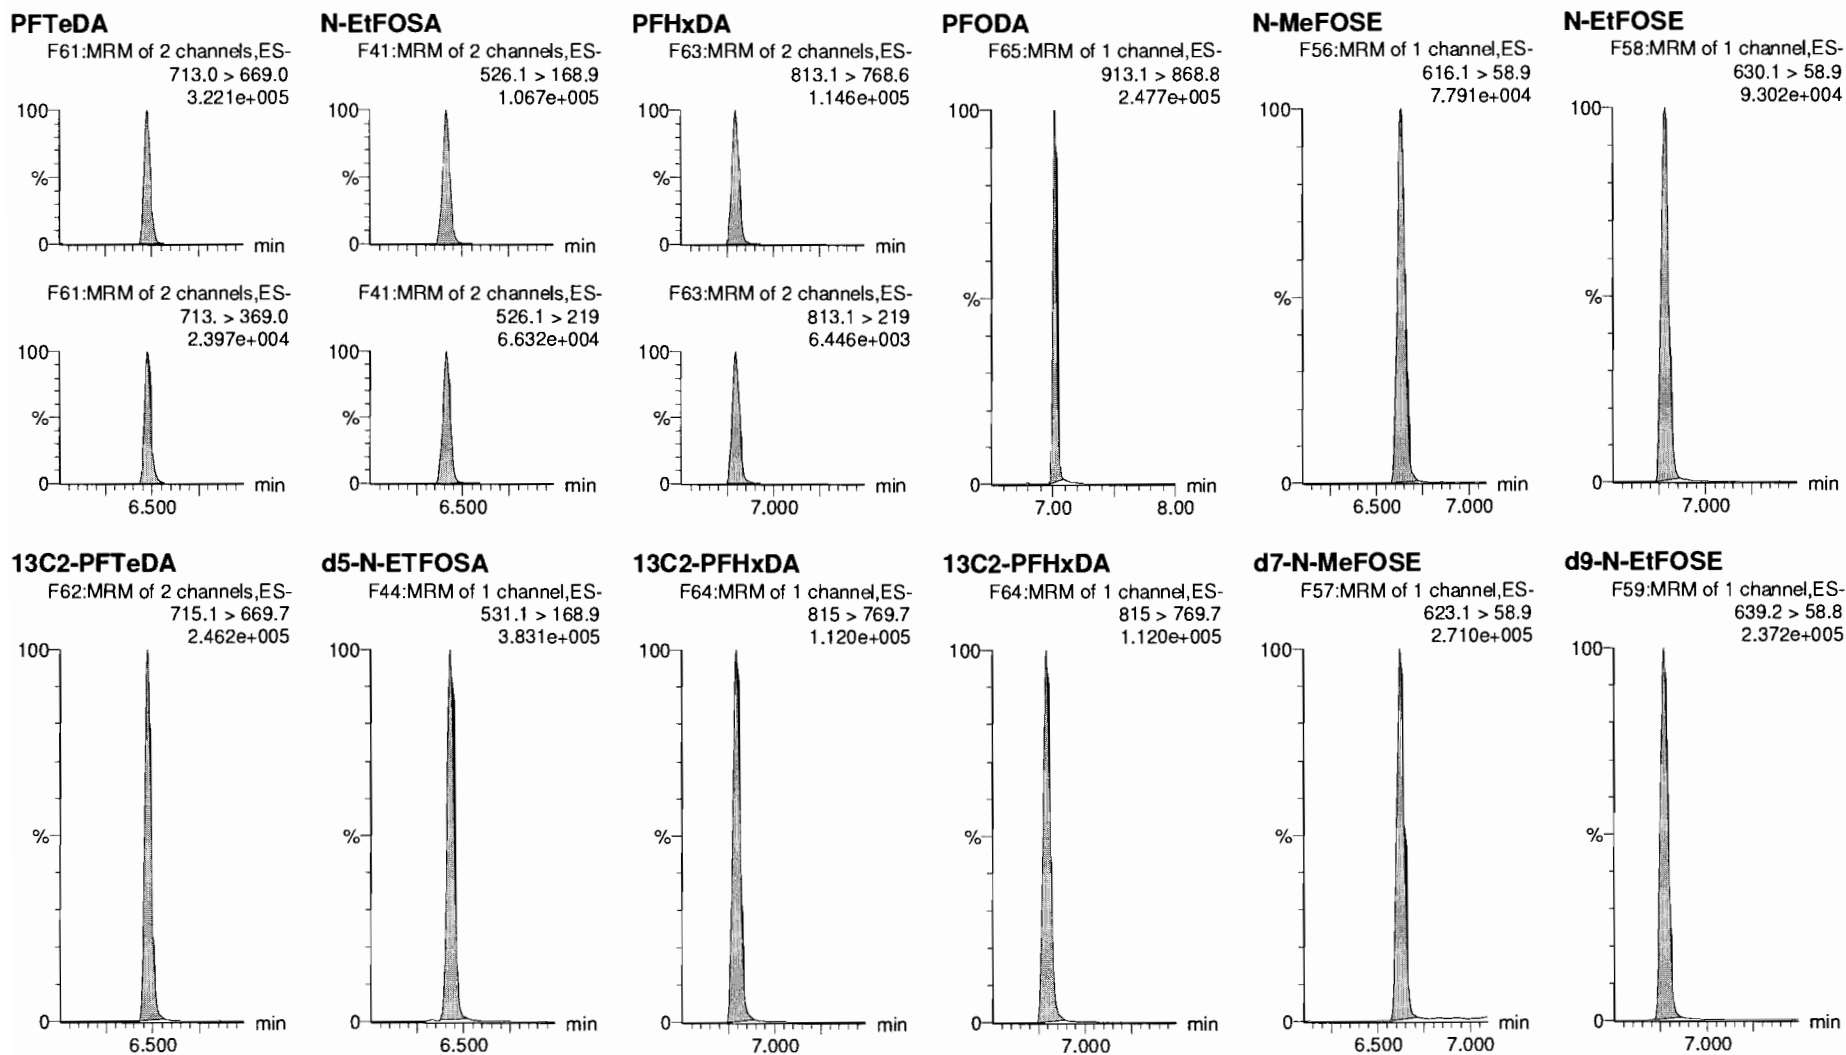 PFTeDA
F61:MRM of 2 channels,ES-
713.0 > 669.0
3.221e+005
100
%
0
min
F61:MRM of 2 channels,ES-
713. > 369.0
2.397e+004
100
%
0
min
6.500
N-EtFOSA
F41:MRM of 2 channels,ES-
526.1 > 168.9
1.067e+005
100
%
0
min
F41:MRM of 2 channels,ES-
526.1 > 219
6.632e+004
100
%
0
min
6.500
PFHxDA
F63:MRM of 2 channels,ES-
813.1 > 768.6
1.146e+005
100
%
0
min
F63:MRM of 2 channels,ES-
813.1 > 219
6.446e+003
100
%
0
min
7.000
PFODA
F65:MRM of 1 channel,ES-
913.1 > 868.8
2.477e+005
100
%
0
min
7.00 8.00
N-MeFOSE
F56:MRM of 1 channel,ES-
616.1 > 58.9
7.791e+004
100
%
0
min
6.500 7.000
N-EtFOSE
F58:MRM of 1 channel,ES-
630.1 > 58.9
9.302e+004
100
%
0
min
7.000
13C2-PFTeDA
F62:MRM of 2 channels,ES-
715.1 > 669.7
2.462e+005
100
%
0
min
6.500
d5-N-ETFOSA
F44:MRM of 1 channel,ES-
531.1 > 168.9
3.831e+005
100
%
0
min
6.500
13C2-PFHxDA
F64:MRM of 1 channel,ES-
815 > 769.7
1.120e+005
100
%
0
min
7.000
13C2-PFHxDA
F64:MRM of 1 channel,ES-
815 > 769.7
1.120e+005
100
%
0
min
7.000
d7-N-MeFOSE
F57:MRM of 1 channel,ES-
623.1 > 58.9
2.710e+005
100
%
0
min
6.500 7.000
d9-N-EtFOSE
F59:MRM of 1 channel,ES-
639.2 > 58.8
2.372e+005
100
%
0
min
7.000